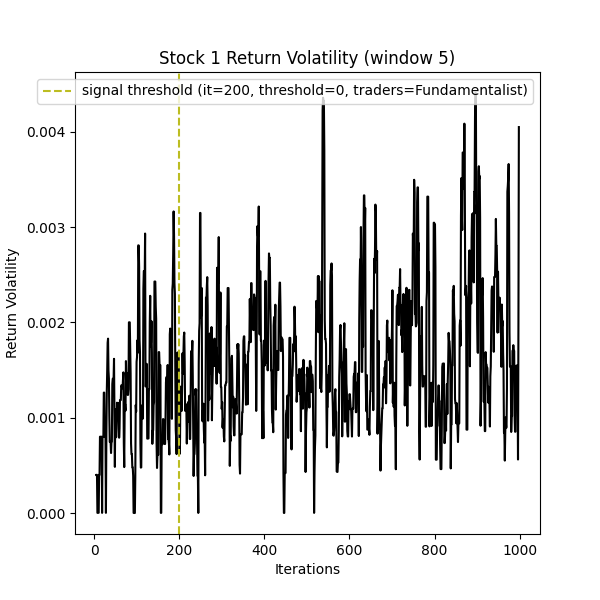 Stock 1 Return Volatility (window 5)
signal threshold (it=200, threshold=0, traders=Fundamentalist)
0.004
0.003
0.002
0.001
0.000
Return Volatility
0 200 400 600 800 1000
Iterations